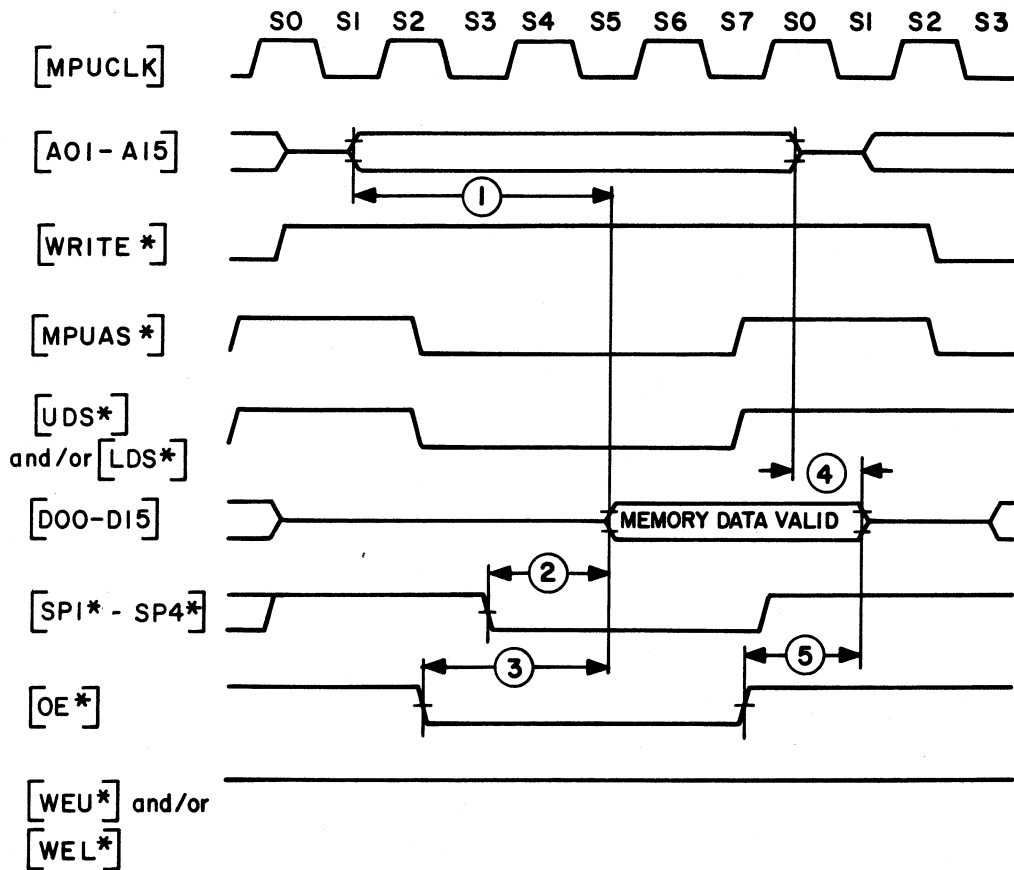 S0 S1 S2 S3 S4 S5 S6 S7 S0 S1 S2 S3
[MPUCLK]
[A01-A15]
1
[WRITE*]
[MPUAS*]
[UDS*]
and/or [LDS*]
4
[D00-D15]
MEMORY DATA VALID
2
[SP1* - SP4*]
3
5
[OE*]
[WEU*] and/or
[WEL*]